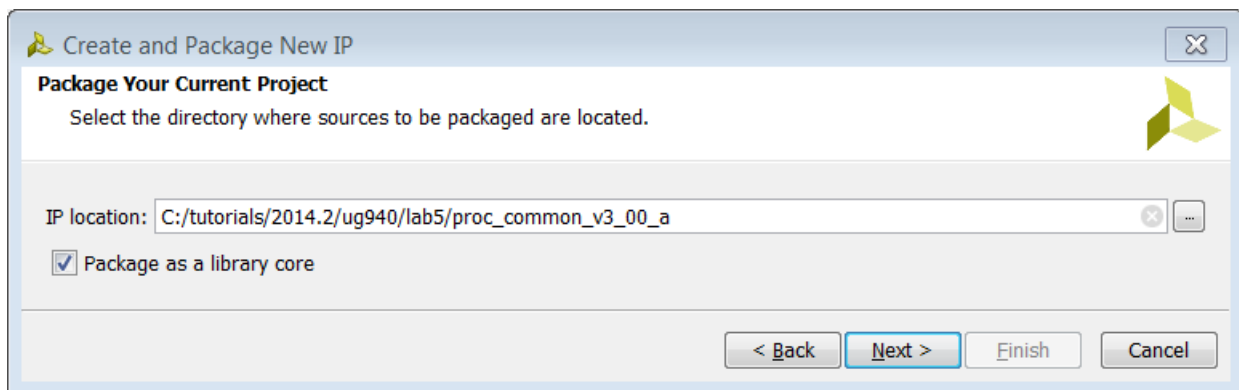 Create and Package New IP
Package Your Current Project
Select the directory where sources to be packaged are located.
IP location: C:/tutorials/2014.2/ug940/lab5/proc_common_v3_00_a ...
Package as a library core
< Back Next > Finish Cancel